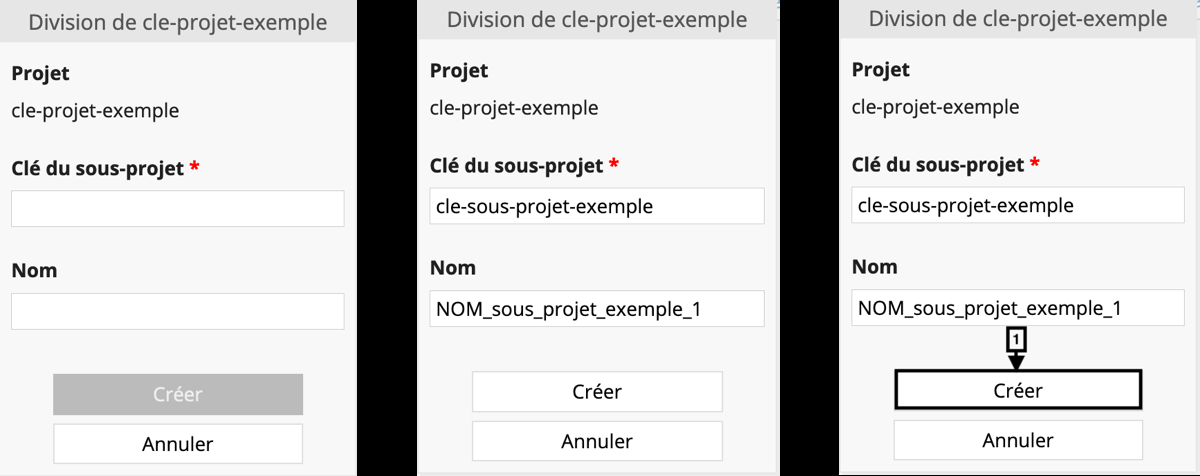 Division de cle-projet-exemple
Projet
cle-projet-exemple
Clé du sous-projet *
Nom
Créer
Annuler
Division de cle-projet-exemple
Projet
cle-projet-exemple
Clé du sous-projet *
cle-sous-projet-exemple
Nom
NOM_sous_projet_exemple_1
Créer
Annuler
Division de cle-projet-exemple
Projet
cle-projet-exemple
Clé du sous-projet *
cle-sous-projet-exemple
Nom
NOM_sous_projet_exemple_1
1
Créer
Annuler